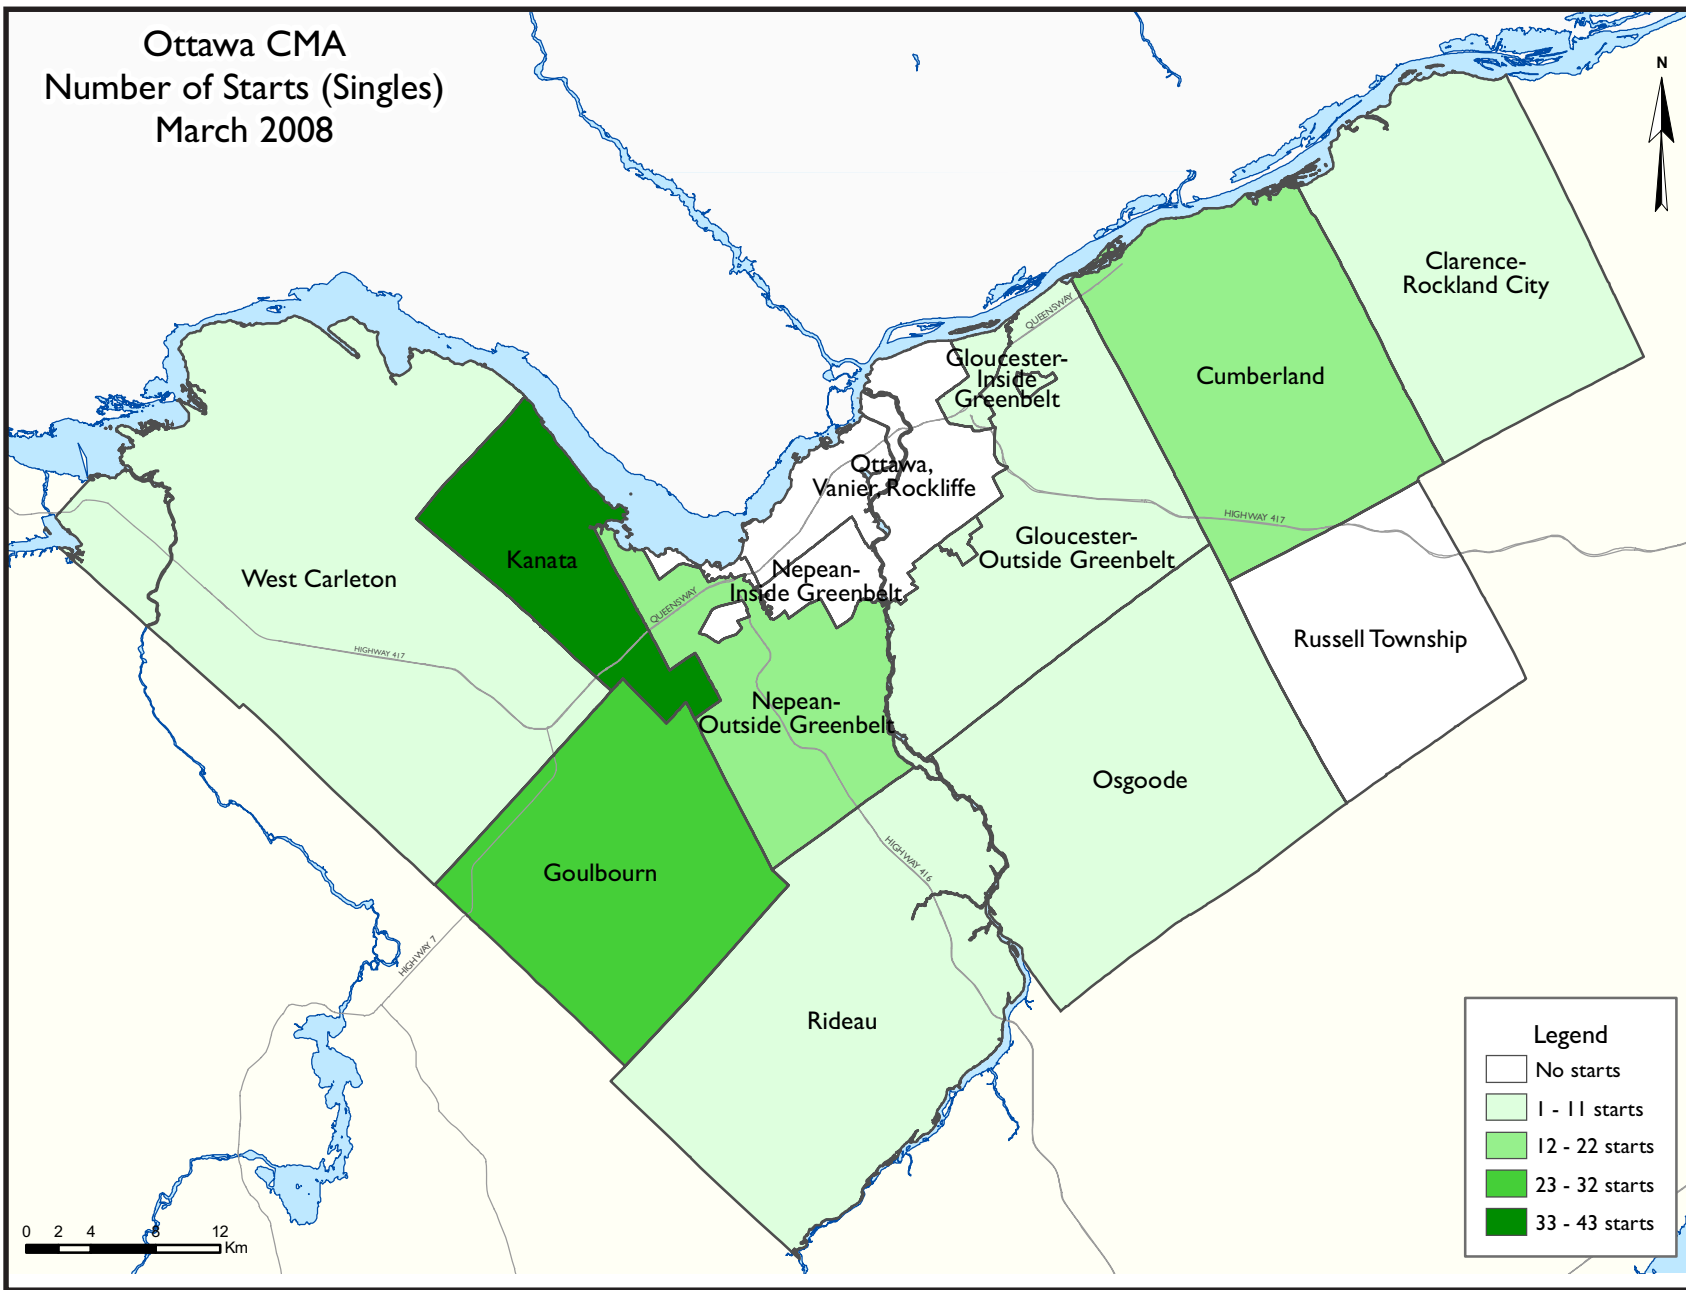 Ottawa CMA
Number of Starts (Singles)
March 2008
N
Clarence-
Rockland City
QUEENSWAY
Gloucester-
Inside
Greenbelt
Cumberland
Ottawa,
Vanier, Rockliffe
HIGHWAY 417
Gloucester-
Outside Greenbelt
Kanata
West Carleton
Nepean-
Inside Greenbelt
QUEENSWAY
Russell Township
HIGHWAY 417
Nepean-
Outside Greenbelt
Osgoode
HIGHWAY 416
Goulbourn
HIGHWAY 7
Rideau
Legend
No starts
1 - 11 starts
12 - 22 starts
23 - 32 starts
33 - 43 starts
0 2 4 8 12
Km